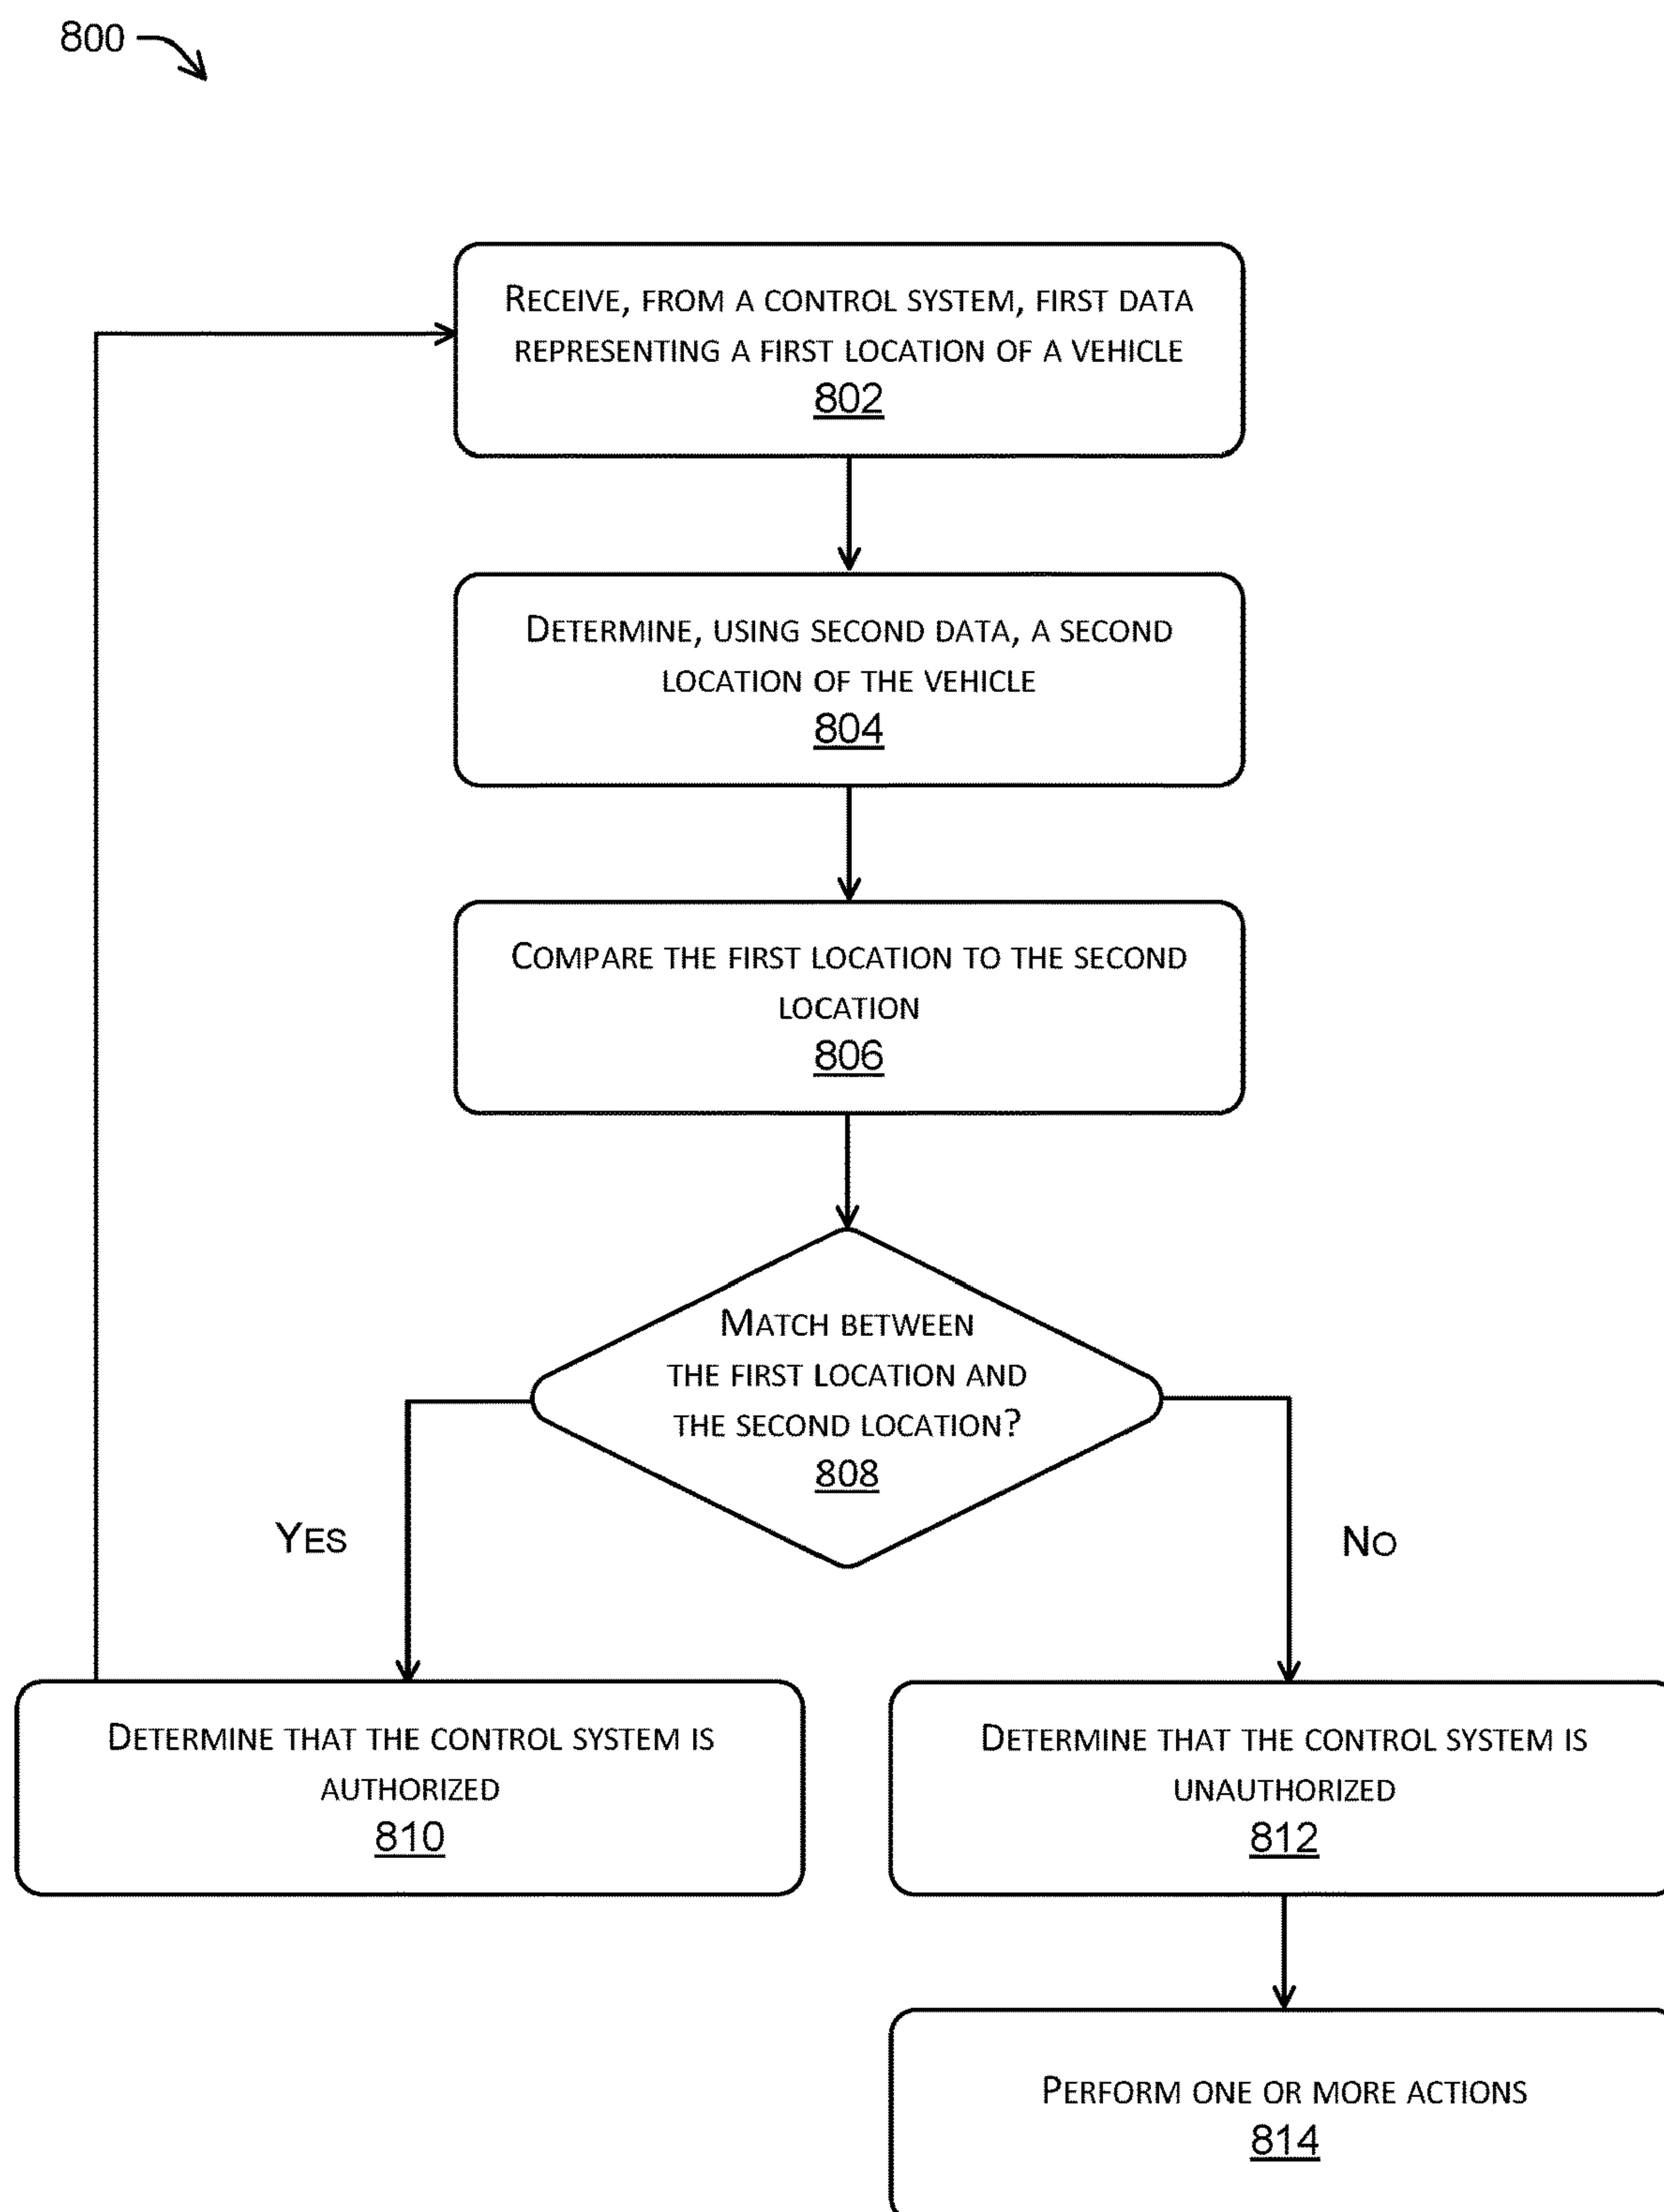 800
RECEIVE, FROM A CONTROL SYSTEM, FIRST DATA
REPRESENTING A FIRST LOCATION OF A VEHICLE
802
DETERMINE, USING SECOND DATA, A SECOND
LOCATION OF THE VEHICLE
804
COMPARE THE FIRST LOCATION TO THE SECOND
LOCATION
806
MATCH BETWEEN
THE FIRST LOCATION AND
THE SECOND LOCATION?
808
YES
NO
DETERMINE THAT THE CONTROL SYSTEM IS
AUTHORIZED
810
DETERMINE THAT THE CONTROL SYSTEM IS
UNAUTHORIZED
812
PERFORM ONE OR MORE ACTIONS
814